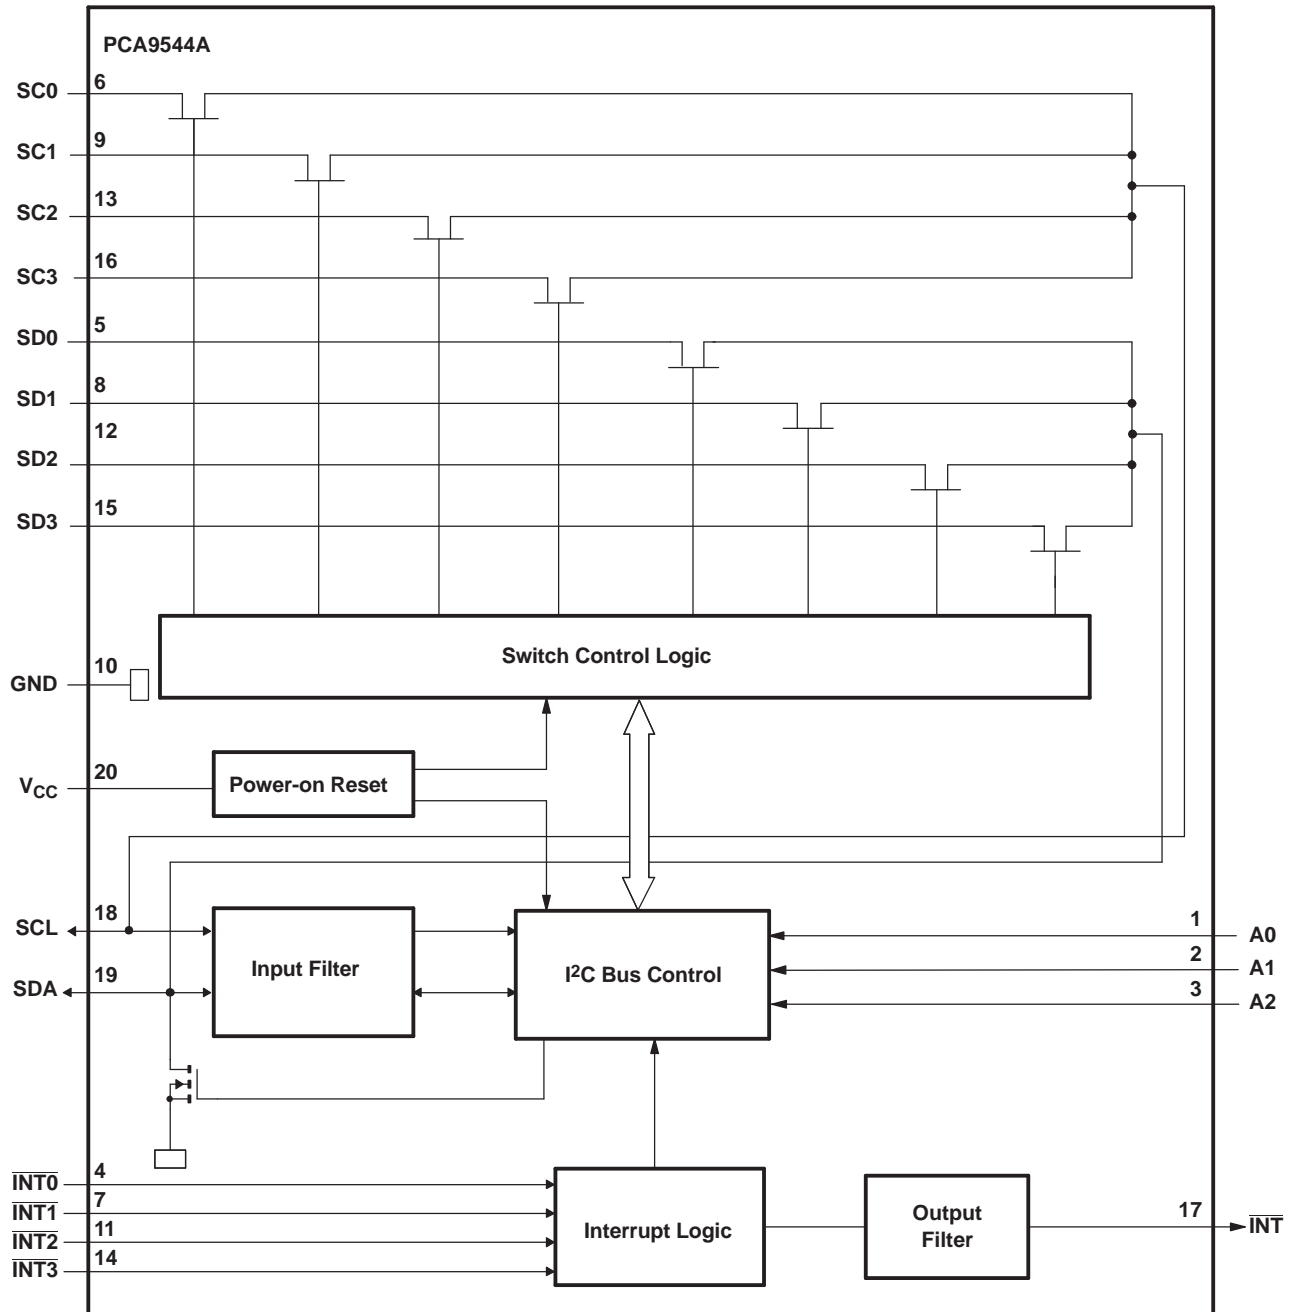 PCA9544A
SC0 6
SC1 9
SC2 13
SC3 16
SD0 5
SD1 8
SD2 12
SD3 15
Switch Control Logic
GND 10
VCC 20
Power-on Reset
SCL 18
SDA 19
Input Filter
I2C Bus Control
1 A0
2 A1
3 A2
INT0 4
INT1 7
INT2 11
INT3 14
Interrupt Logic
Output
Filter
17 INT